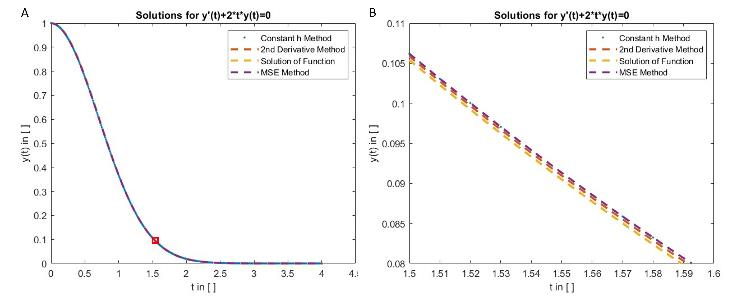 A
Solutions for y'(t)+2*t*y(t)=0
Constant h Method
2nd Derivative Method
Solution of Function
MSE Method
y(t) in [ ]
1
0.9
0.8
0.7
0.6
0.5
0.4
0.3
0.2
0.1
0
0 0.5 1 1.5 2 2.5 3 3.5 4 4.5
t in [ ]
B
Solutions for y'(t)+2*t*y(t)=0
Constant h Method
2nd Derivative Method
Solution of Function
MSE Method
y(t) in [ ]
0.11
0.105
0.1
0.095
0.09
0.085
0.08
1.5 1.51 1.52 1.53 1.54 1.55 1.56 1.57 1.58 1.59 1.6
t in [ ]